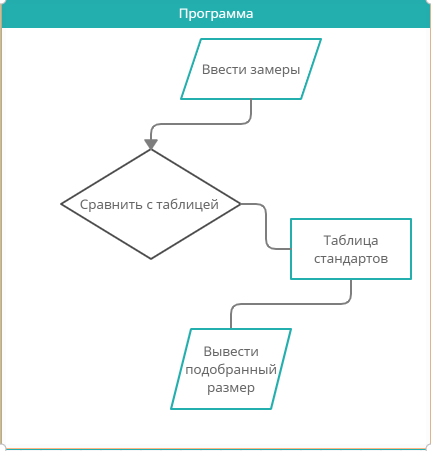 Программа
Ввести замеры
Сравнить с таблицей
Таблица
стандартов
Вывести
подобранный
размер